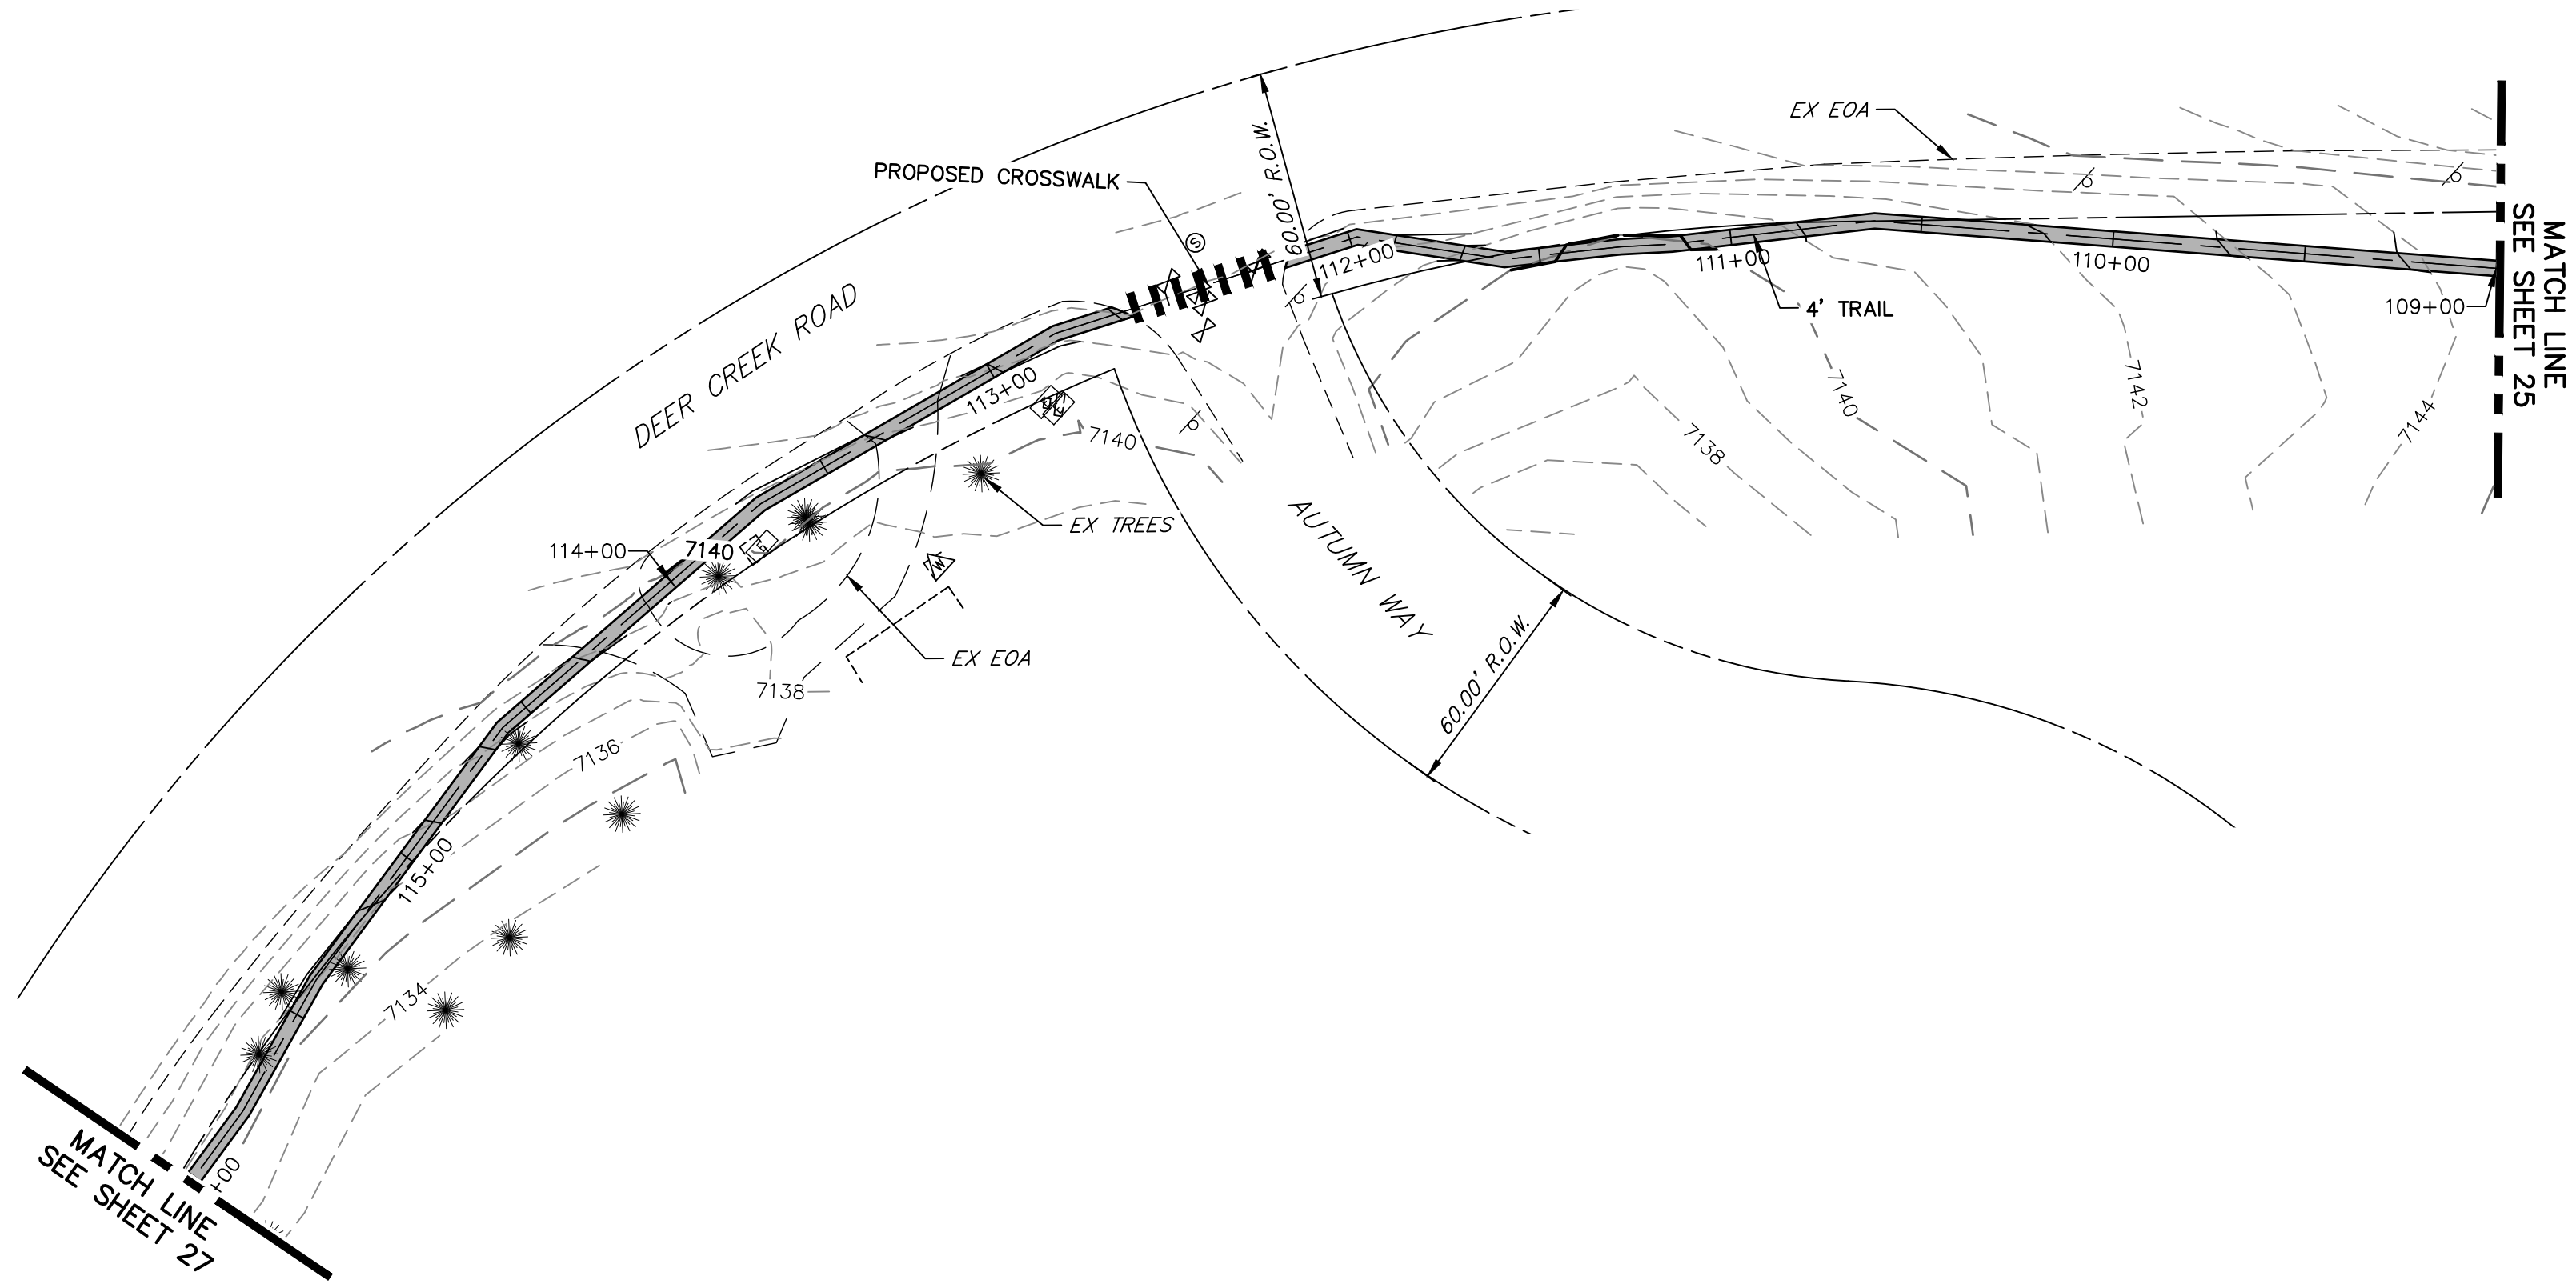 EX EOA
PROPOSED CROSSWALK
60.00' R.O.W.
S
MATCH LINE
SEE SHEET 25
112+00
111+00
110+00
109+00
4' TRAIL
DEER CREEK ROAD
113+00
7140
7138
7140
7142
7144
EX TREES
AUTUMN WAY
114+00
7140
E
W
EX EOA
60.00' R.O.W.
7138
7136
115+00
7134
+00
MATCH LINE
SEE SHEET 27